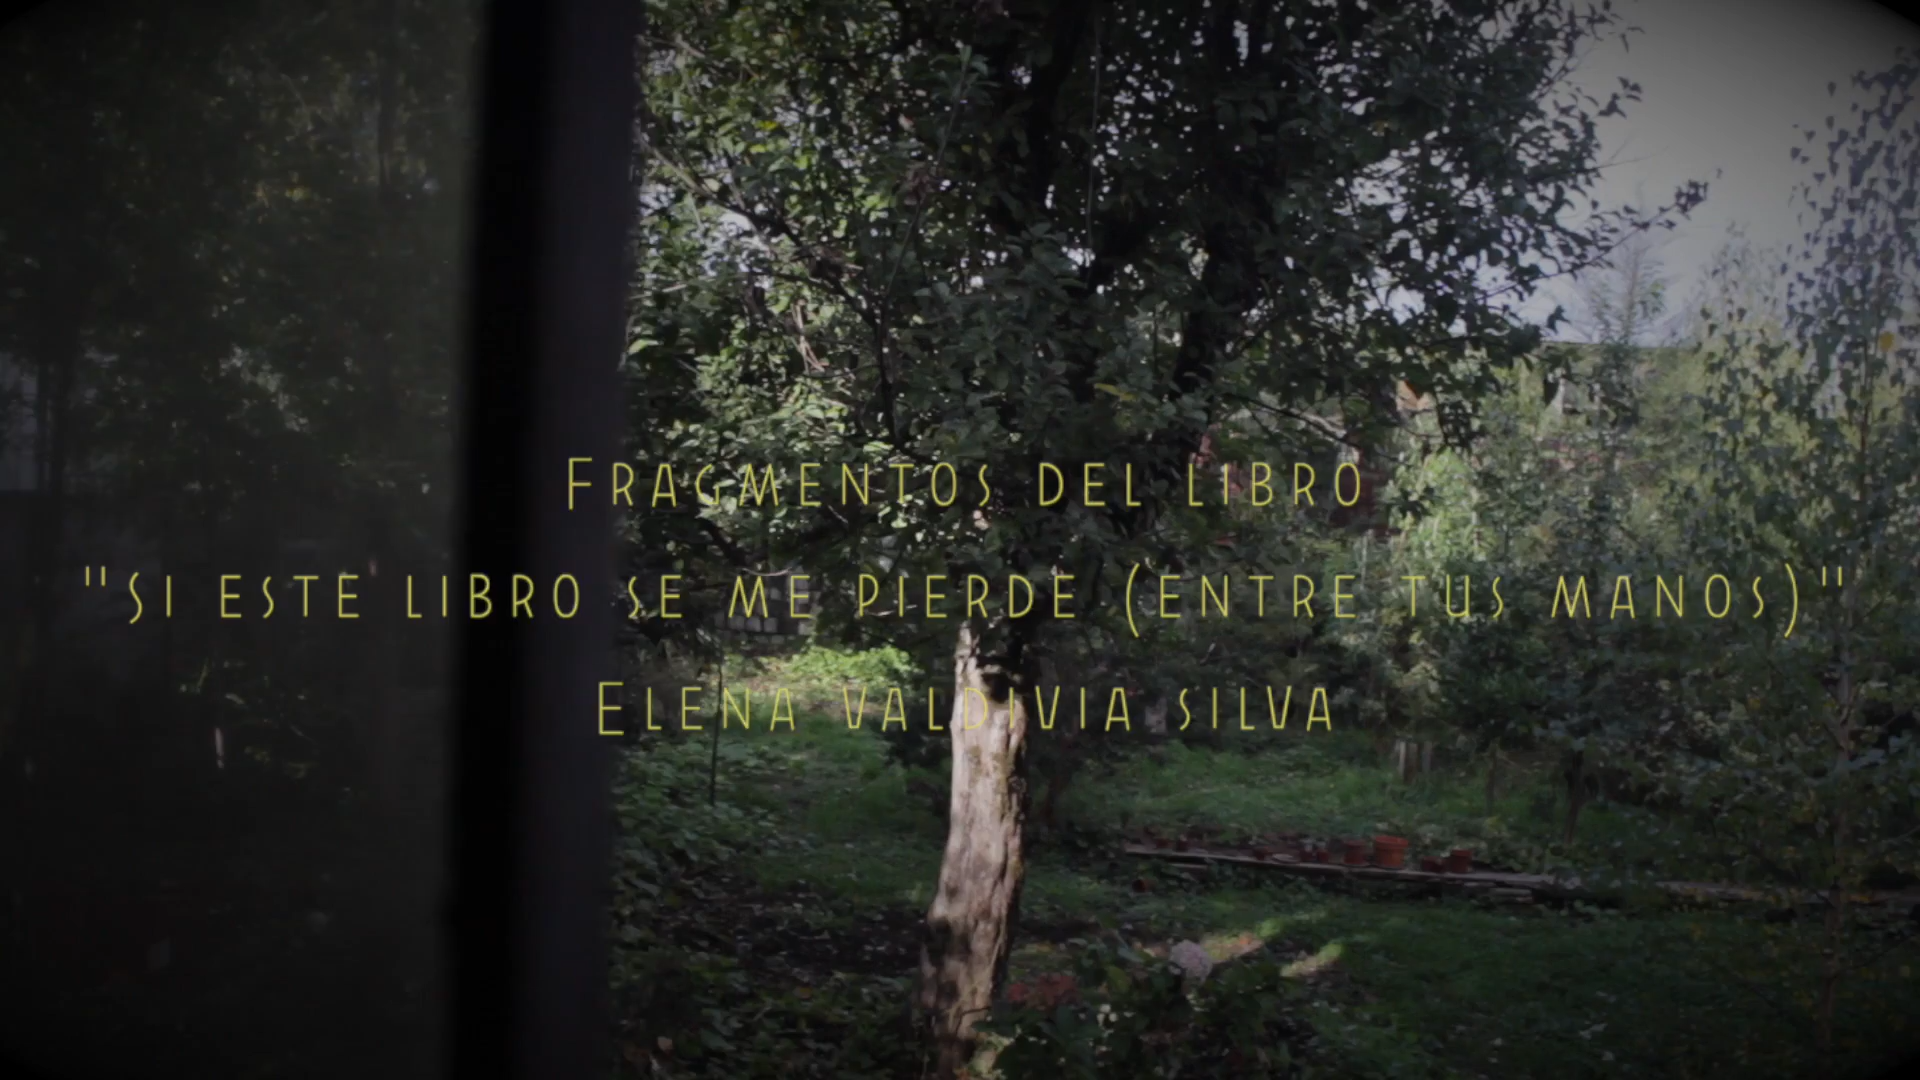 Fragmentos del libro
"Si este libro se me pierde (entre tus manos)"
Elena Valdivia Silva